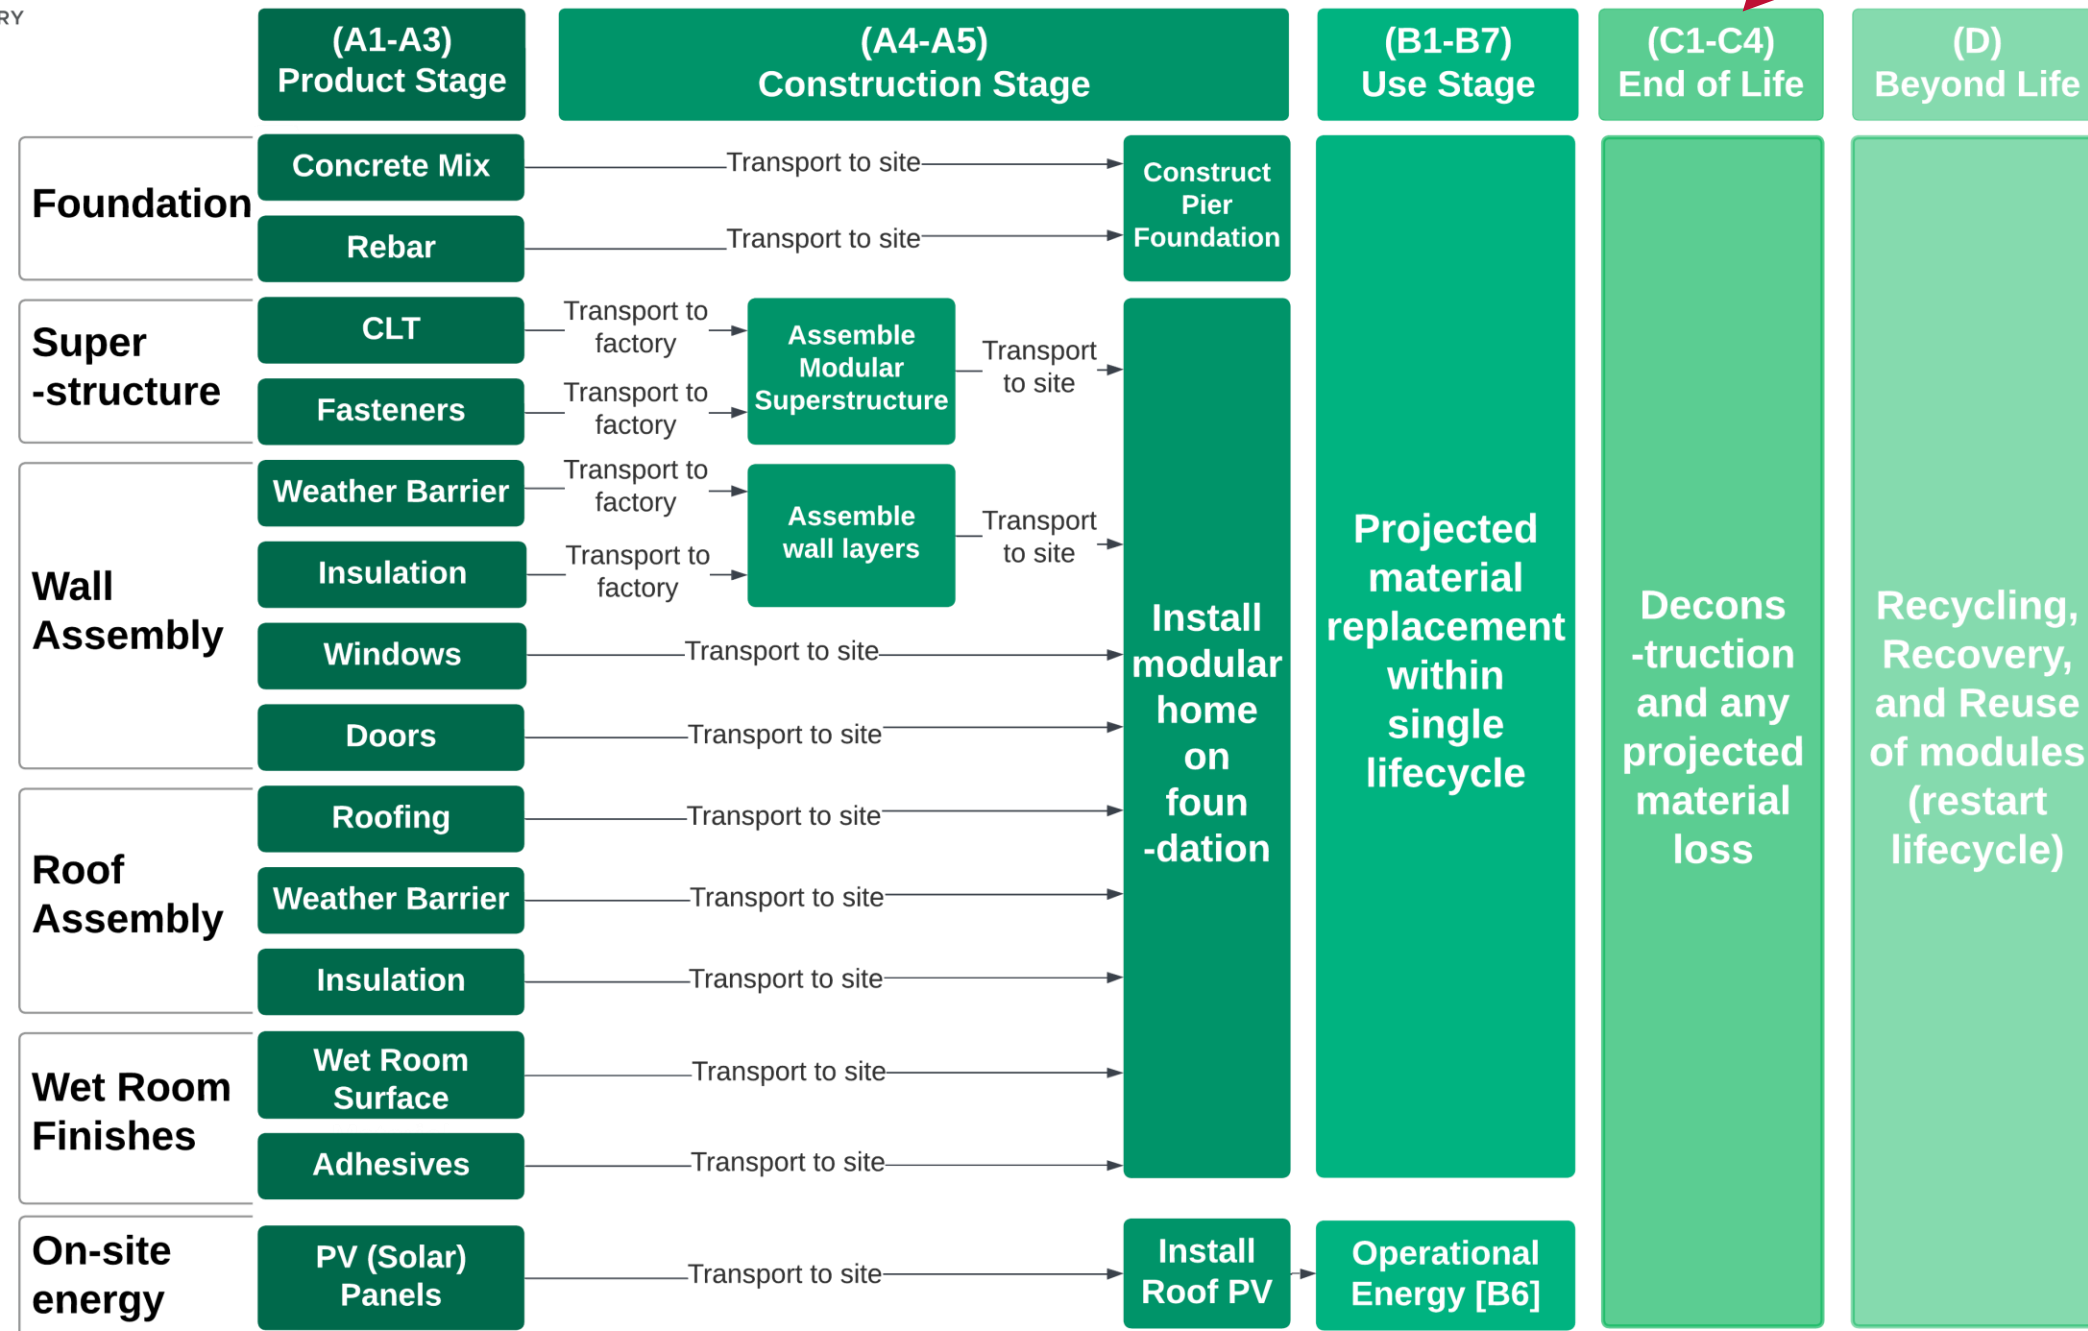 RY
(A1-A3)
Product Stage
(A4-A5)
Construction Stage
(B1-B7)
Use Stage
(C1-C4)
End of Life
(D)
Beyond Life
Foundation
Concrete Mix
Transport to site
Rebar
Transport to site
Construct
Pier
Foundation
Super
-structure
CLT
Transport to
factory
Fasteners
Transport to
factory
Assemble
Modular
Superstructure
Transport
to site
Wall
Assembly
Weather Barrier
Transport to
factory
Insulation
Transport to
factory
Assemble
wall layers
Transport
to site
Windows
Transport to site
Doors
Transport to site
Roof
Assembly
Roofing
Transport to site
Weather Barrier
Transport to site
Insulation
Transport to site
Wet Room
Finishes
Wet Room
Surface
Transport to site
Adhesives
Transport to site
Install
modular
home
on
foun
-dation
Projected
material
replacement
within
single
lifecycle
Decons
-truction
and any
projected
material
loss
Recycling,
Recovery,
and Reuse
of modules
(restart
lifecycle)
On-site
energy
PV (Solar)
Panels
Transport to site
Install
Roof PV
Operational
Energy [B6]